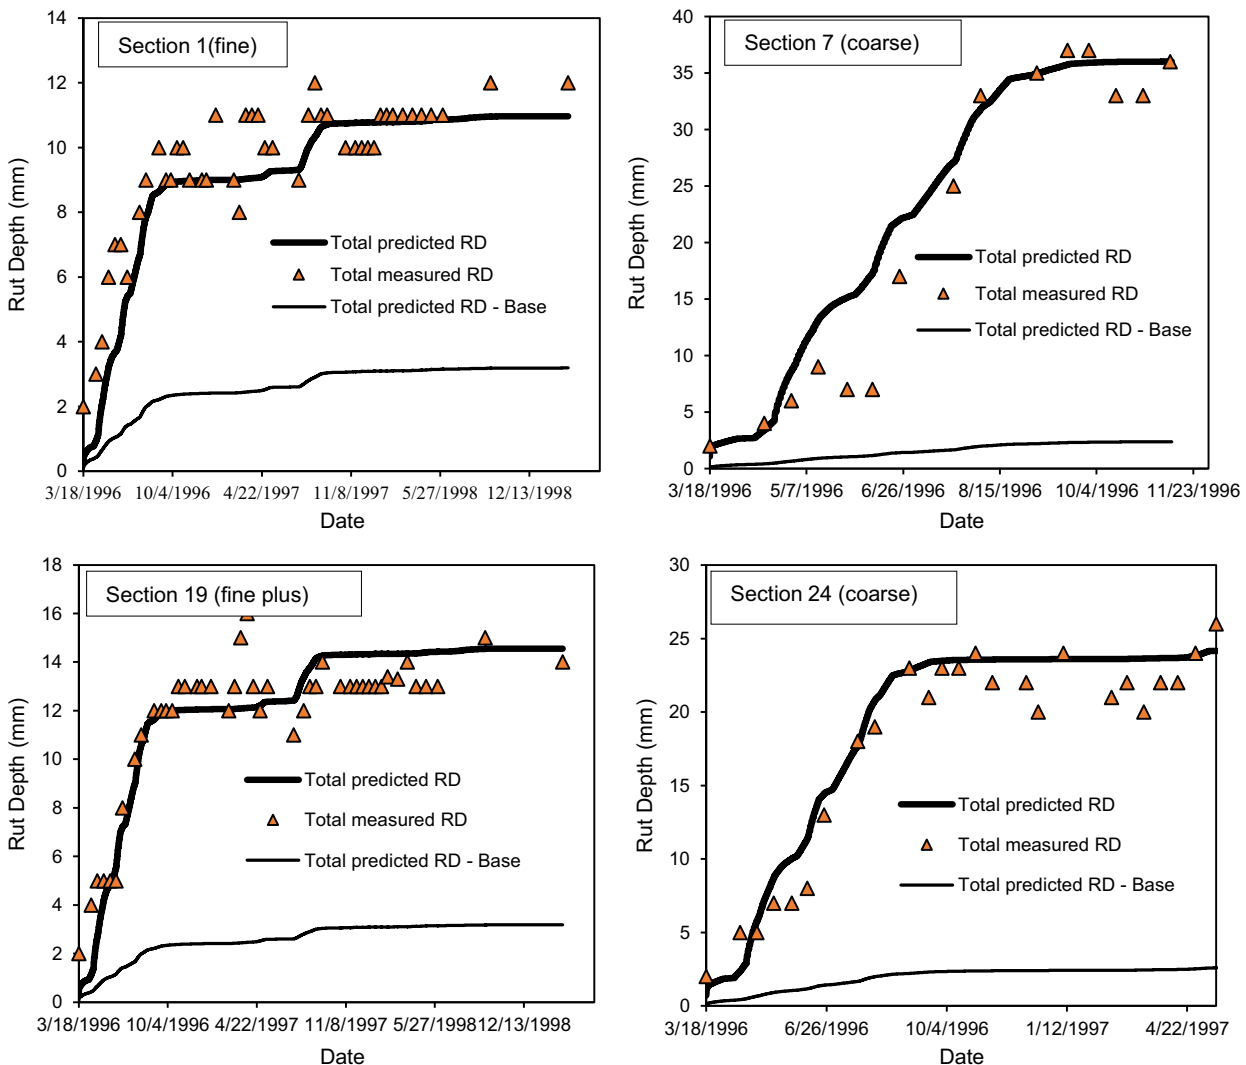 Section 1(fine)
Rut Depth (mm)
14
12
10
8
6
4
2
0
Total predicted RD
Total measured RD
Total predicted RD - Base
3/18/1996 10/4/1996 4/22/1997 11/8/1997 5/27/1998 12/13/1998
Date
Section 7 (coarse)
Rut Depth (mm)
40
35
30
25
20
15
10
5
0
Total predicted RD
Total measured RD
Total predicted RD - Base
3/18/1996 5/7/1996 6/26/1996 8/15/1996 10/4/1996 11/23/1996
Date
Section 19 (fine plus)
Rut Depth (mm)
18
16
14
12
10
8
6
4
2
0
Total predicted RD
Total measured RD
Total predicted RD - Base
3/18/1996 10/4/1996 4/22/1997 11/8/1997 5/27/1998 12/13/1998
Date
Section 24 (coarse)
Rut Depth (mm)
30
25
20
15
10
5
0
Total predicted RD
Total measured RD
Total predicted RD - Base
3/18/1996 6/26/1996 10/4/1996 1/12/1997 4/22/1997
Date